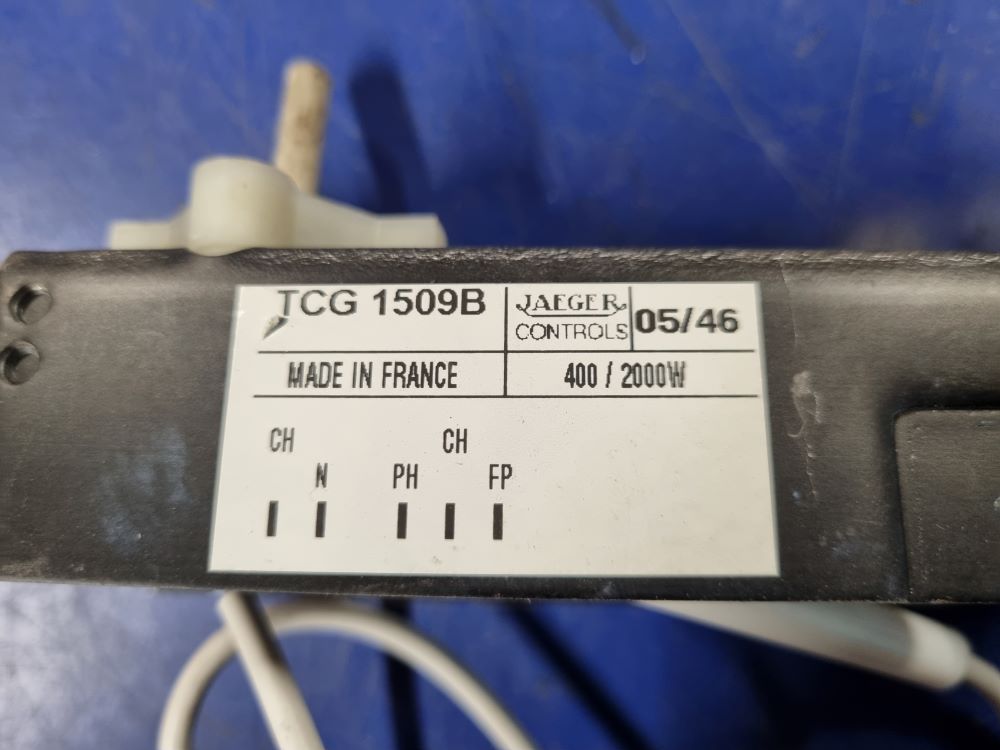 TCG 1509B
JAEGER
CONTROLS
05/46
MADE IN FRANCE
400 / 2000W
CH CH
N PH FP